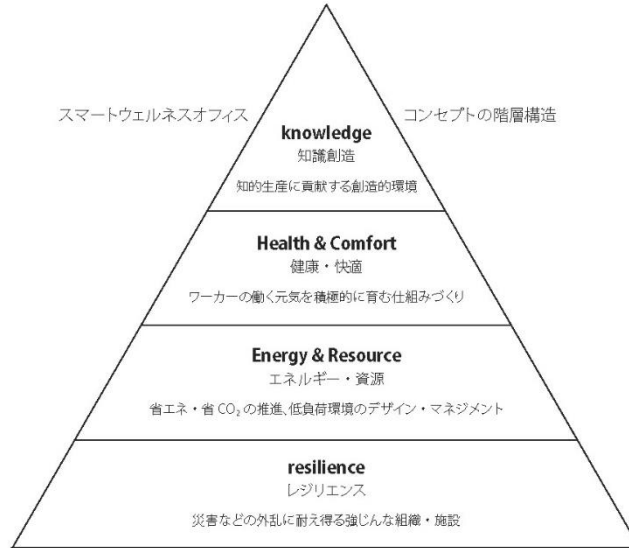 スマートウェルネスオフィス
コンセプトの階層構造
knowledge
知識創造
知的生産に貢献する創造的環境
Health & Comfort
健康・快適
ワーカーの働く元気を積極的に育む仕組みづくり
Energy & Resource
エネルギー・資源
省エネ・省 CO₂ の推進、低負荷環境のデザイン・マネジメント
resilience
レジリエンス
災害などの外乱に耐え得る強じんな組織・施設